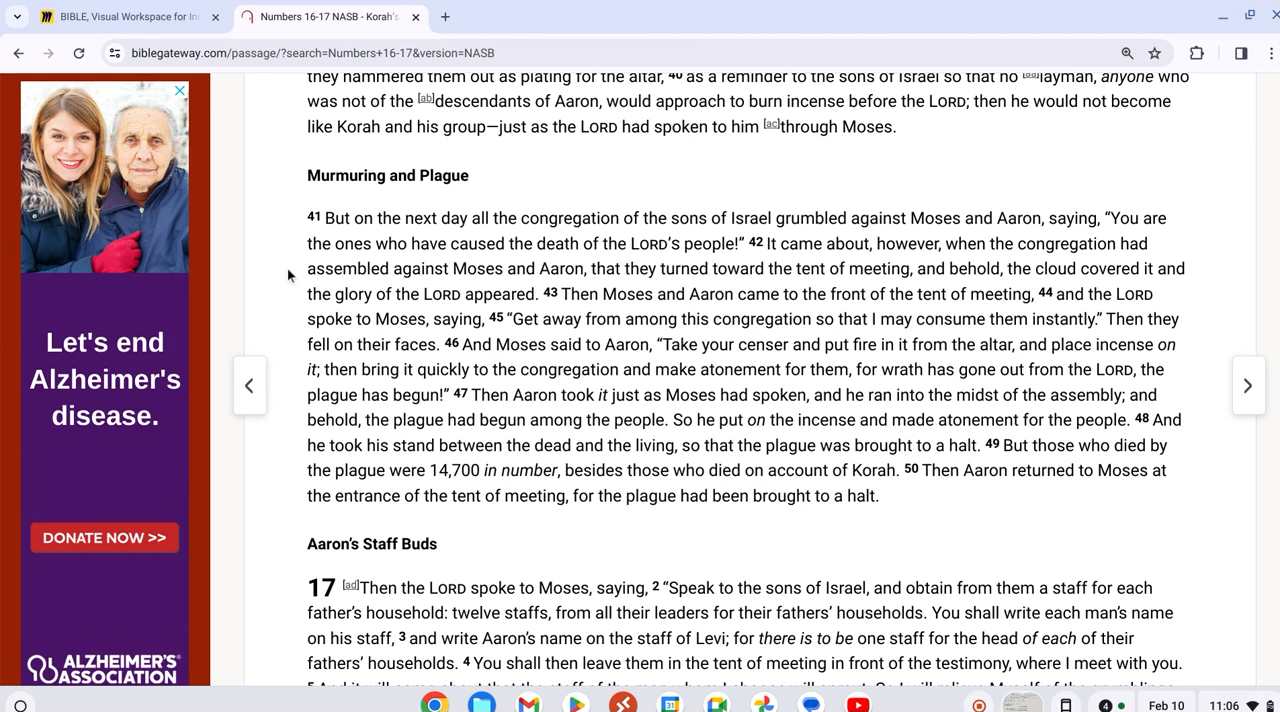 BIBLE, Visual Workspace for In
Numbers 16-17 NASB - Korah's
biblegateway.com/passage/?search=Numbers+16-17&version=NASB
they hammered them out as plating for the altar, 40 as a reminder to the sons of Israel so that no [aa]layman, anyone who
was not of the [ab]descendants of Aaron, would approach to burn incense before the LORD; then he would not become
like Korah and his group—just as the LORD had spoken to him [ac]through Moses.
Murmuring and Plague
41 But on the next day all the congregation of the sons of Israel grumbled against Moses and Aaron, saying, “You are
the ones who have caused the death of the LORD’s people!” 42 It came about, however, when the congregation had
assembled against Moses and Aaron, that they turned toward the tent of meeting, and behold, the cloud covered it and
the glory of the LORD appeared. 43 Then Moses and Aaron came to the front of the tent of meeting, 44 and the LORD
spoke to Moses, saying, 45 “Get away from among this congregation so that I may consume them instantly.” Then they
fell on their faces. 46 And Moses said to Aaron, “Take your censer and put fire in it from the altar, and place incense on
it; then bring it quickly to the congregation and make atonement for them, for wrath has gone out from the LORD, the
plague has begun!” 47 Then Aaron took it just as Moses had spoken, and he ran into the midst of the assembly; and
behold, the plague had begun among the people. So he put on the incense and made atonement for the people. 48 And
he took his stand between the dead and the living, so that the plague was brought to a halt. 49 But those who died by
the plague were 14,700 in number, besides those who died on account of Korah. 50 Then Aaron returned to Moses at
the entrance of the tent of meeting, for the plague had been brought to a halt.
Aaron’s Staff Buds
17 [ad]Then the LORD spoke to Moses, saying, 2 “Speak to the sons of Israel, and obtain from them a staff for each
father’s household: twelve staffs, from all their leaders for their fathers’ households. You shall write each man’s name
on his staff, 3 and write Aaron’s name on the staff of Levi; for there is to be one staff for the head of each of their
fathers’ households. 4 You shall then leave them in the tent of meeting in front of the testimony, where I meet with you.
Let's end
Alzheimer's
disease.
DONATE NOW >>
ALZHEIMER'S
ASSOCIATION
31
4
Feb 10
11:06